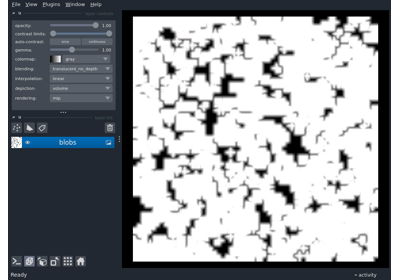 File View Plugins Window Help
opacity: 1.00
contrast limits:
auto-contrast: once continuous
gamma: 1.00
colormap: gray
blending: translucent_no_depth
interpolation: linear
depiction: volume
rendering: mip
blobs
Ready
activity